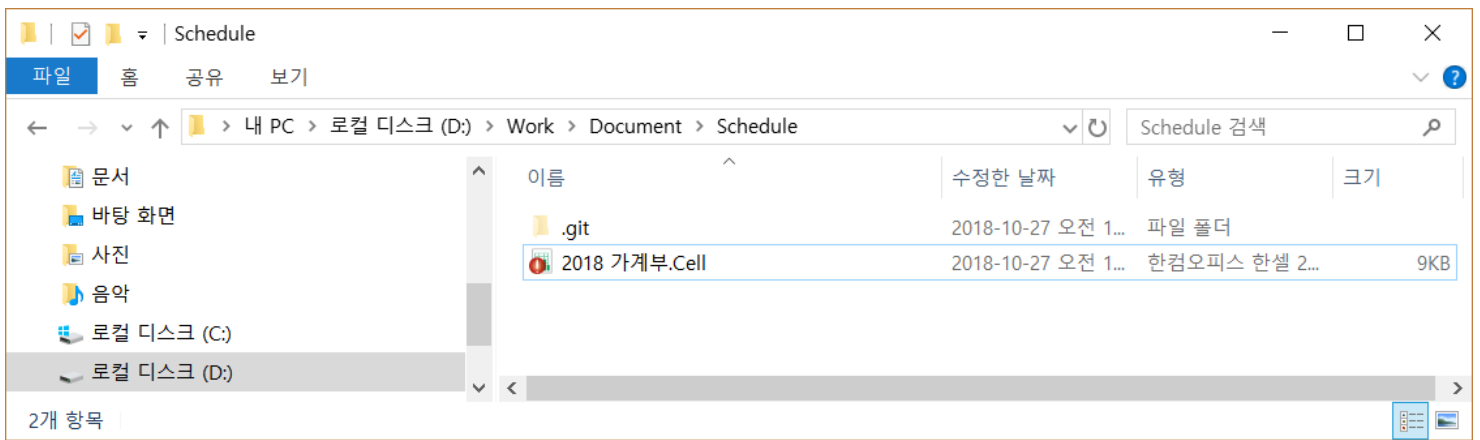 Schedule
파일 홈 공유 보기
내 PC > 로컬 디스크 (D:) > Work > Document > Schedule
Schedule 검색
문서
바탕 화면
사진
음악
로컬 디스크 (C:)
로컬 디스크 (D:)
이름 수정한 날짜 유형 크기
.git 2018-10-27 오전 1... 파일 폴더
2018 가계부.Cell 2018-10-27 오전 1... 한컴오피스 한셀 2... 9KB
2개 항목